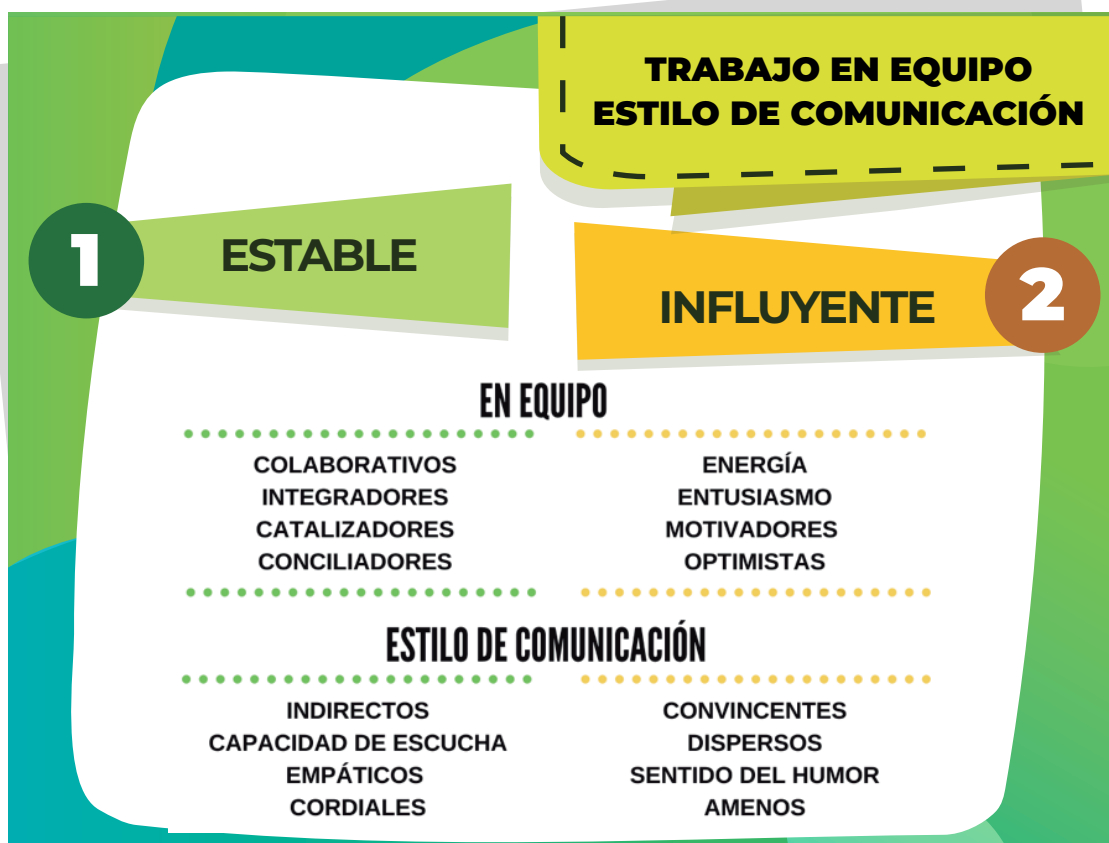 TRABAJO EN EQUIPO
ESTILO DE COMUNICACIÓN
1
ESTABLE
INFLUYENTE
2
EN EQUIPO
COLABORATIVOS
INTEGRADORES
CATALIZADORES
CONCILIADORES
ENERGÍA
ENTUSIASMO
MOTIVADORES
OPTIMISTAS
ESTILO DE COMUNICACIÓN
INDIRECTOS
CAPACIDAD DE ESCUCHA
EMPÁTICOS
CORDIALES
CONVINCENTES
DISPERSOS
SENTIDO DEL HUMOR
AMENOS